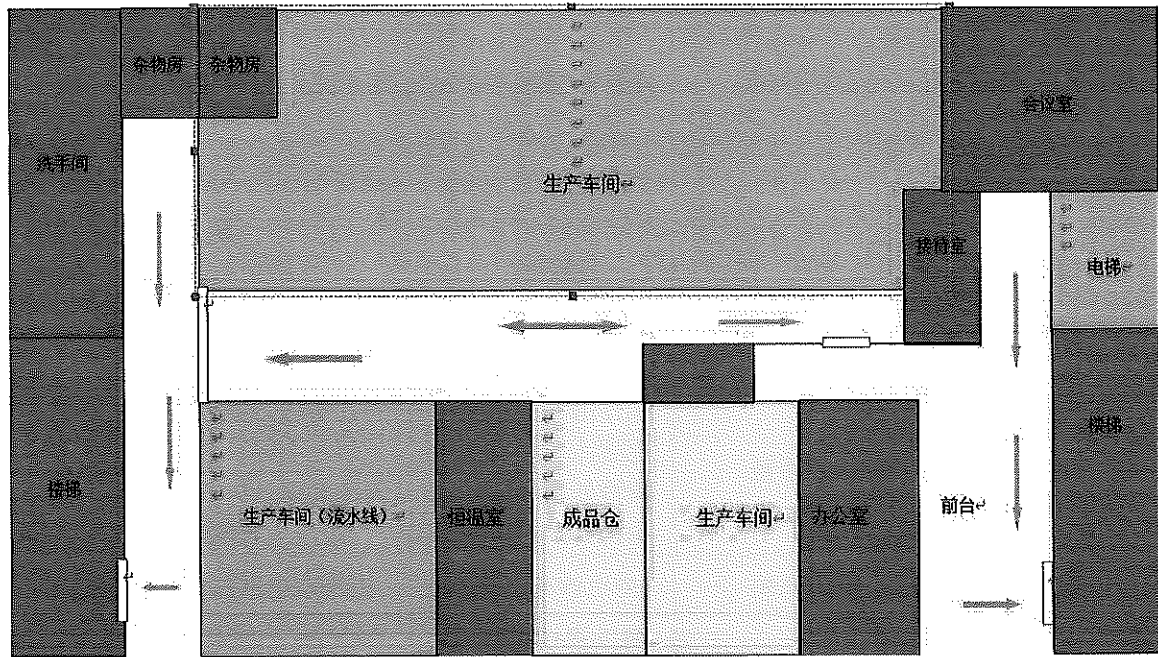 杂物房
杂物房
会议室
洗手间
生产车间
接待室
电梯
楼梯
楼梯
生产车间（流水线）
恒温室
成品仓
生产车间
办公室
前台